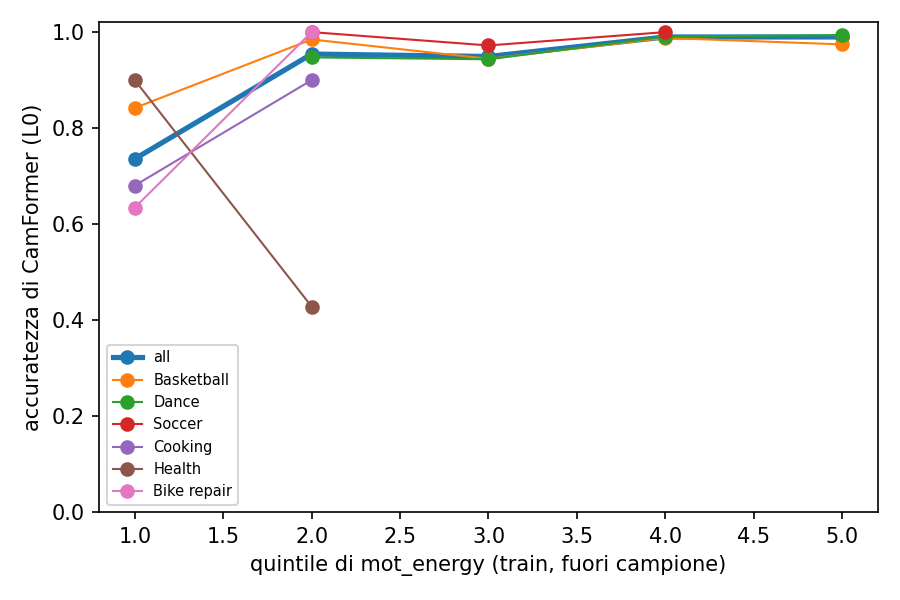 1.0
0.8
0.6
0.4
0.2
0.0
accuratezza di CamFormer (L0)
all
Basketball
Dance
Soccer
Cooking
Health
Bike repair
1.0 1.5 2.0 2.5 3.0 3.5 4.0 4.5 5.0
quintile di mot_energy (train, fuori campione)